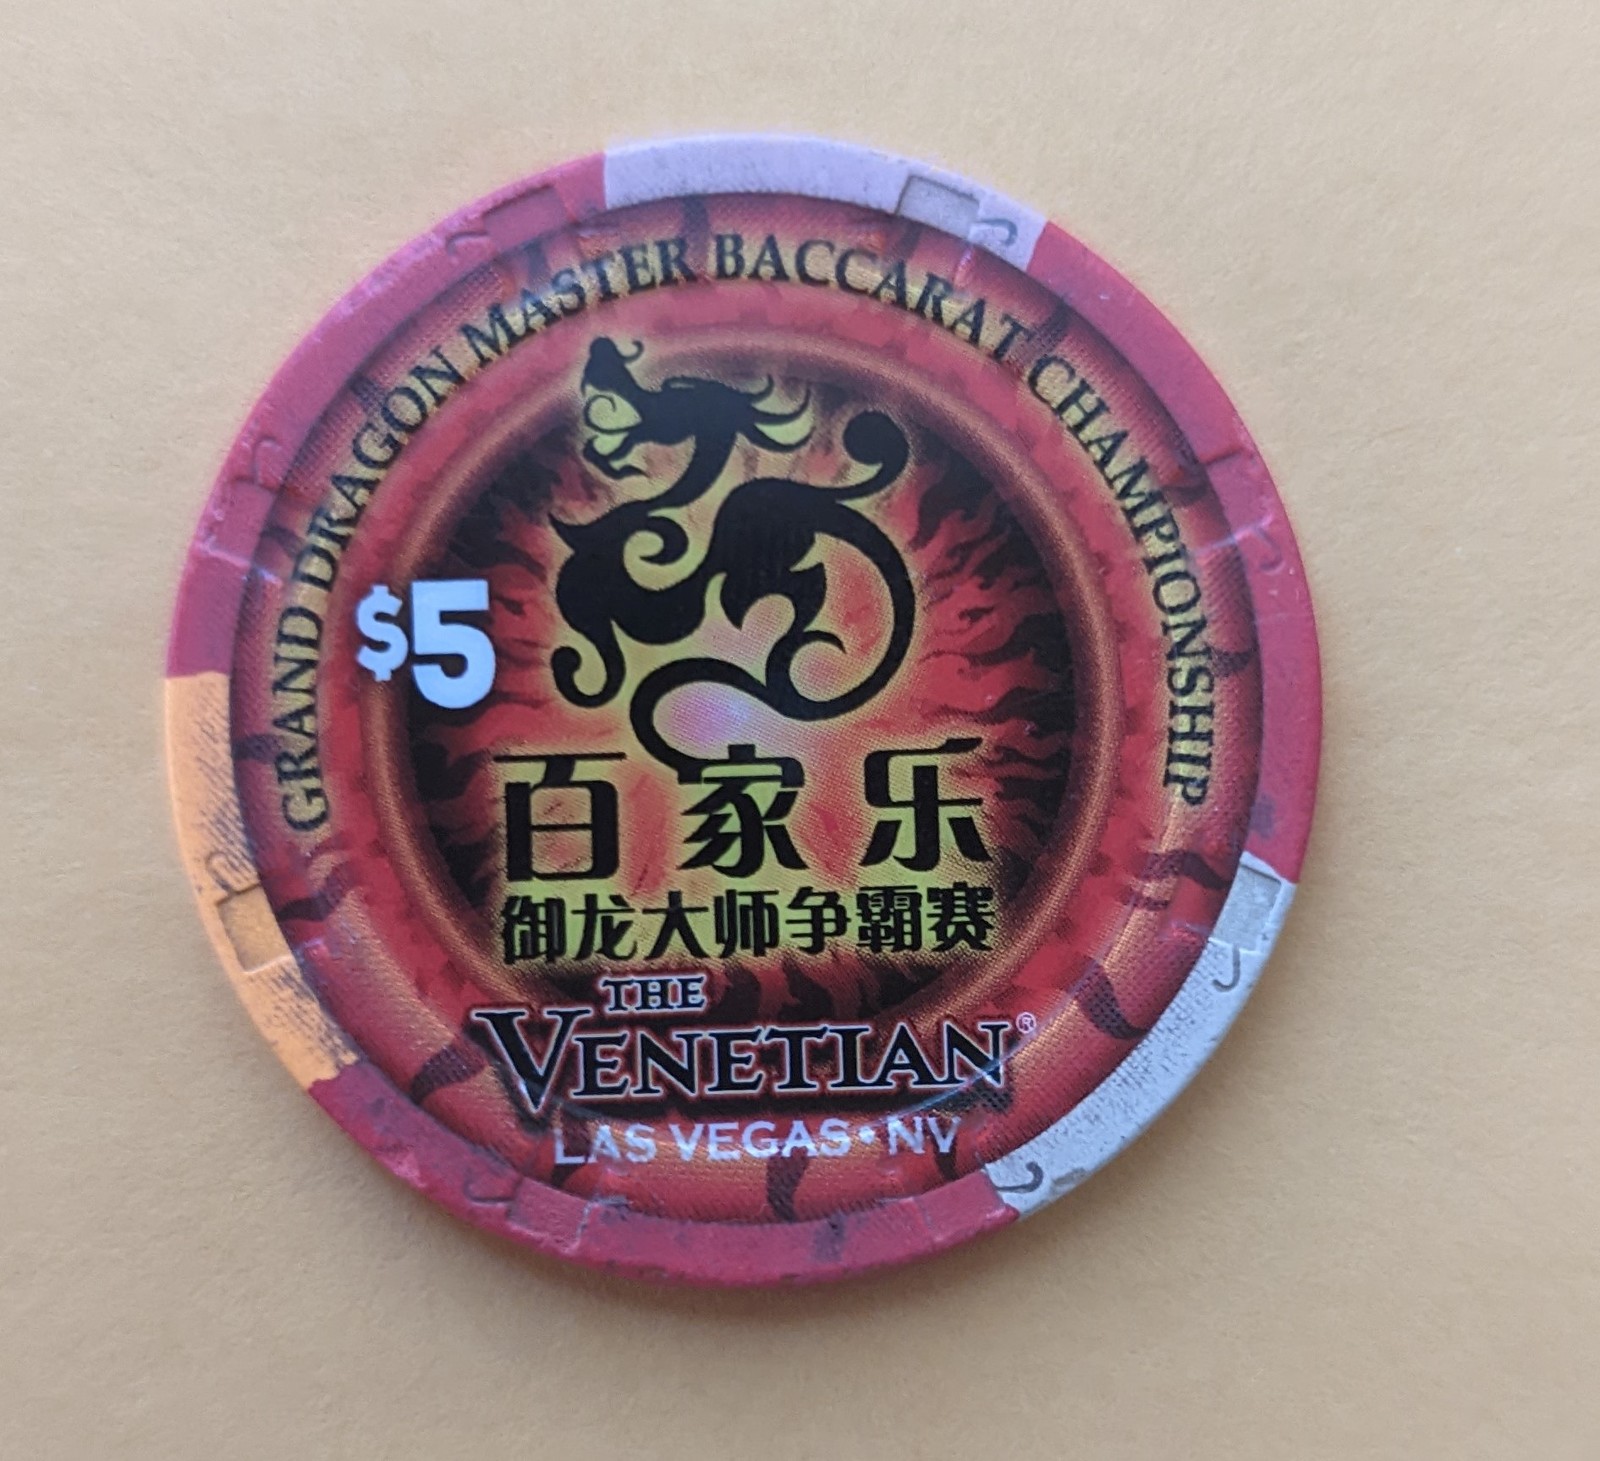 GRAND DRAGON MASTER BACCARAT CHAMPIONSHIP
$5
百家乐
御龙大师争霸赛
THE
VENETIAN®
LAS VEGAS • NV